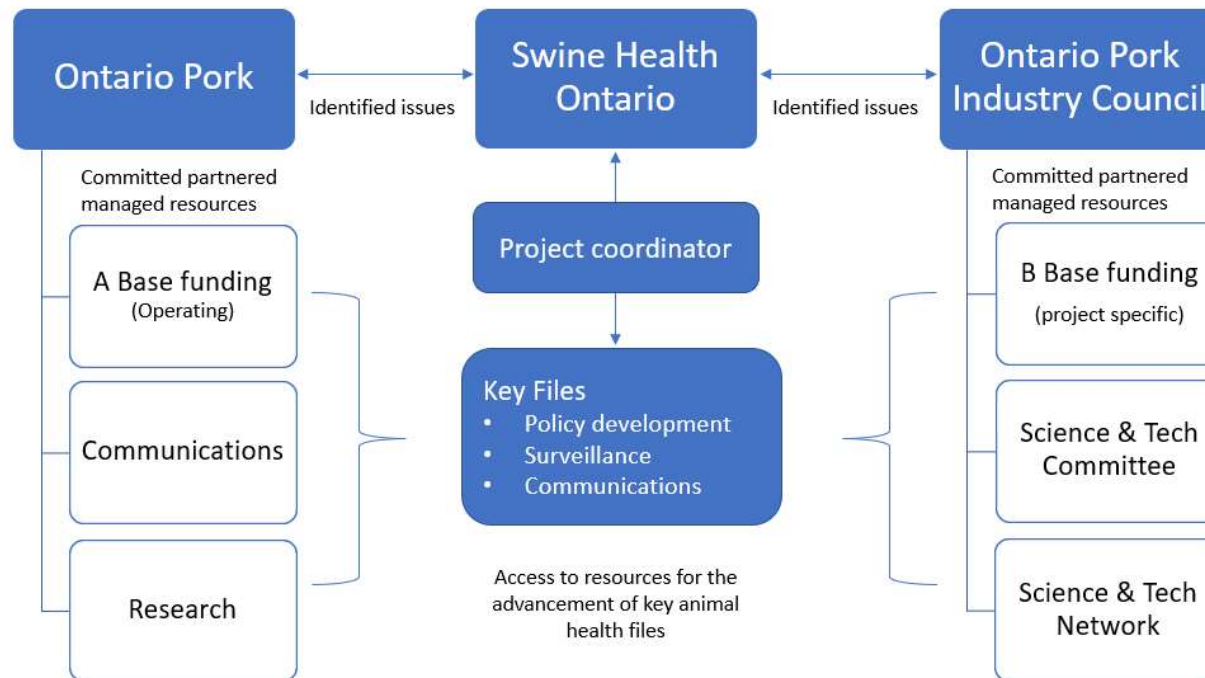 Ontario Pork
Identified issues
Swine Health
Ontario
Identified issues
Ontario Pork
Industry Council
Committed partnered
managed resources
A Base funding
(Operating)
Communications
Research
Project coordinator
Key Files
• Policy development
• Surveillance
• Communications
Access to resources for the
advancement of key animal
health files
Committed partnered
managed resources
B Base funding
(project specific)
Science & Tech
Committee
Science & Tech
Network